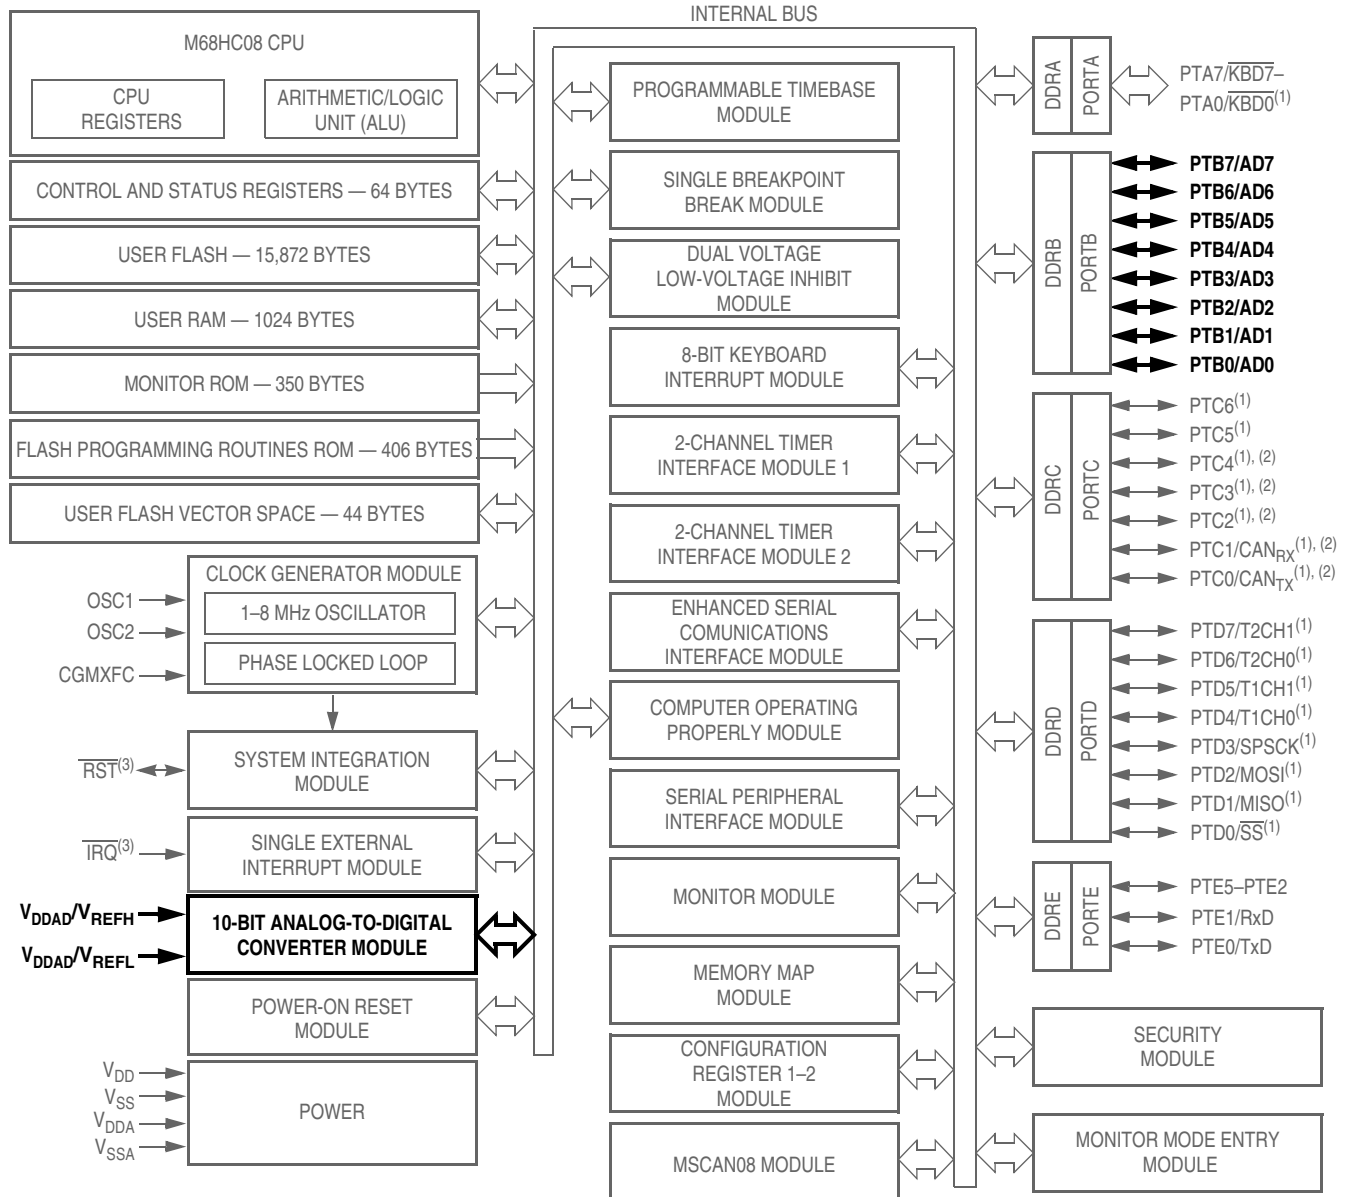 INTERNAL BUS
M68HC08 CPU
CPU
REGISTERS
ARITHMETIC/LOGIC
UNIT (ALU)
CONTROL AND STATUS REGISTERS — 64 BYTES
USER FLASH — 15,872 BYTES
USER RAM — 1024 BYTES
MONITOR ROM — 350 BYTES
FLASH PROGRAMMING ROUTINES ROM — 406 BYTES
USER FLASH VECTOR SPACE — 44 BYTES
CLOCK GENERATOR MODULE
1–8 MHz OSCILLATOR
PHASE LOCKED LOOP
OSC1
OSC2
CGMXFC
SYSTEM INTEGRATION
MODULE
RST(3)
SINGLE EXTERNAL
INTERRUPT MODULE
IRQ(3)
VDDAD/VREFH
VDDAD/VREFL
10-BIT ANALOG-TO-DIGITAL
CONVERTER MODULE
POWER-ON RESET
MODULE
VDD
VSS
VDDA
VSSA
POWER
PROGRAMMABLE TIMEBASE
MODULE
SINGLE BREAKPOINT
BREAK MODULE
DUAL VOLTAGE
LOW-VOLTAGE INHIBIT
MODULE
8-BIT KEYBOARD
INTERRUPT MODULE
2-CHANNEL TIMER
INTERFACE MODULE 1
2-CHANNEL TIMER
INTERFACE MODULE 2
ENHANCED SERIAL
COMUNICATIONS
INTERFACE MODULE
COMPUTER OPERATING
PROPERLY MODULE
SERIAL PERIPHERAL
INTERFACE MODULE
MONITOR MODULE
MEMORY MAP
MODULE
CONFIGURATION
REGISTER 1–2
MODULE
MSCAN08 MODULE
DDRA
PORTA
PTA7/KBD7–
PTA0/KBD0(1)
DDRB
PORTB
PTB7/AD7
PTB6/AD6
PTB5/AD5
PTB4/AD4
PTB3/AD3
PTB2/AD2
PTB1/AD1
PTB0/AD0
DDRC
PORTC
PTC6(1)
PTC5(1)
PTC4(1), (2)
PTC3(1), (2)
PTC2(1), (2)
PTC1/CANRX(1), (2)
PTC0/CANTX(1), (2)
DDRD
PORTD
PTD7/T2CH1(1)
PTD6/T2CH0(1)
PTD5/T1CH1(1)
PTD4/T1CH0(1)
PTD3/SPSCK(1)
PTD2/MOSI(1)
PTD1/MISO(1)
PTD0/SS(1)
DDRE
PORTE
PTE5–PTE2
PTE1/RxD
PTE0/TxD
SECURITY
MODULE
MONITOR MODE ENTRY
MODULE